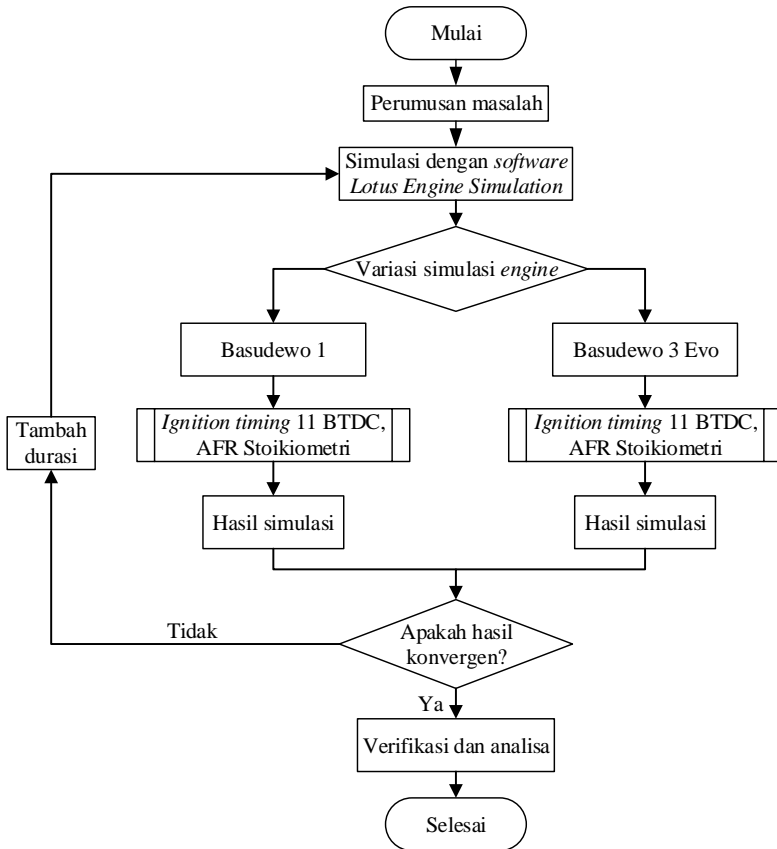 Mulai
Perumusan masalah
Simulasi dengan software
Lotus Engine Simulation
Variasi simulasi engine
Basudewo 1
Basudewo 3 Evo
Ignition timing 11 BTDC,
AFR Stoikiometri
Ignition timing 11 BTDC,
AFR Stoikiometri
Tambah
durasi
Hasil simulasi
Hasil simulasi
Tidak
Apakah hasil
konvergen?
Ya
Verifikasi dan analisa
Selesai